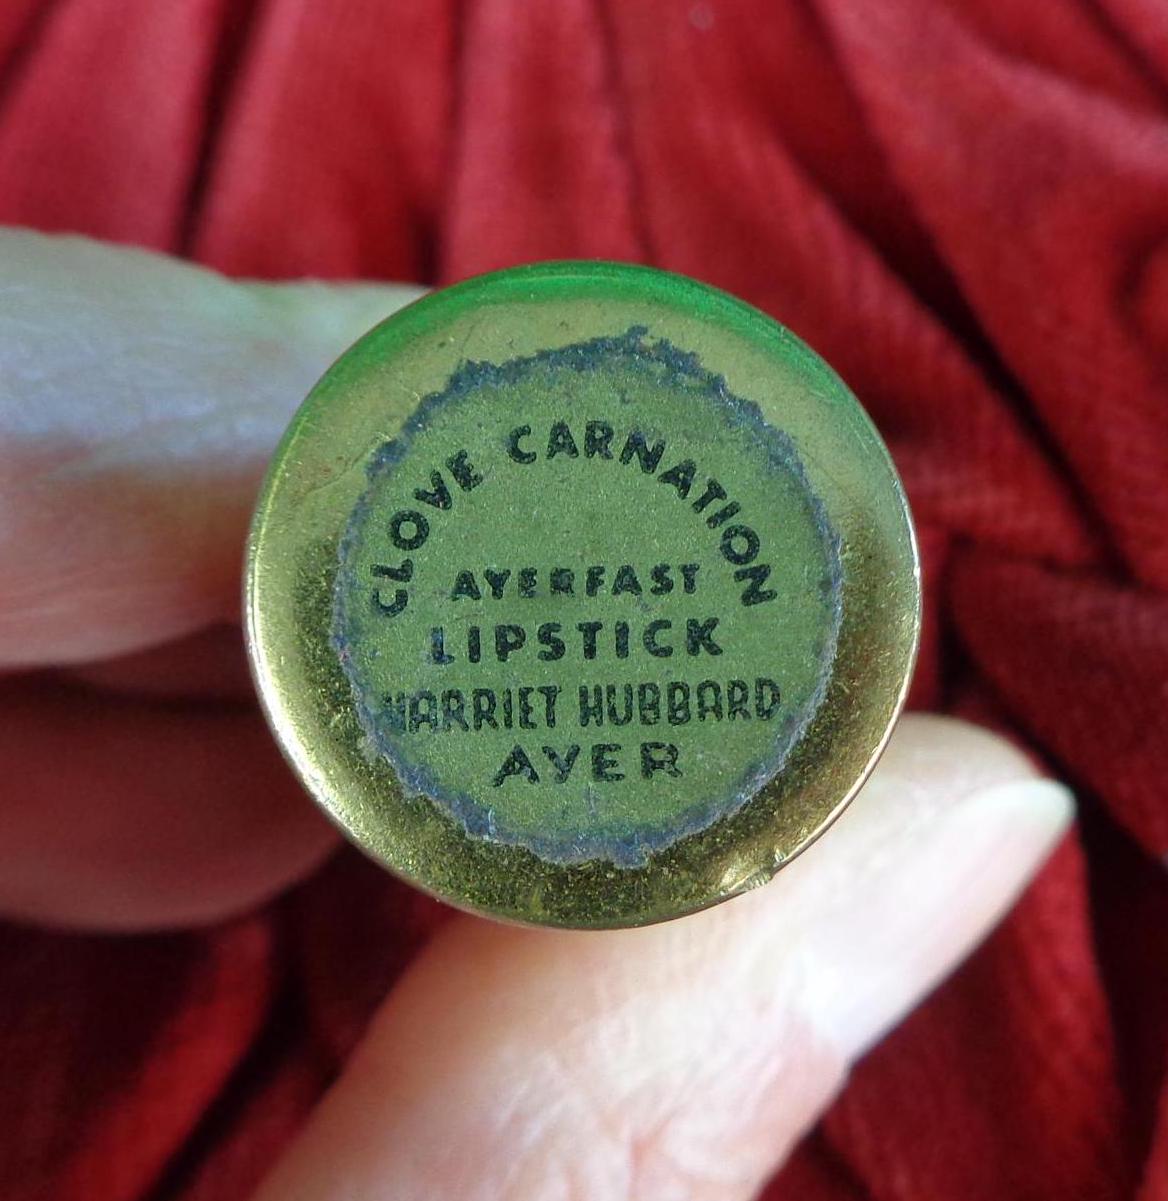 CLOVE CARNATION
AYERFAST
LIPSTICK
HARRIET HUBBARD
AYER